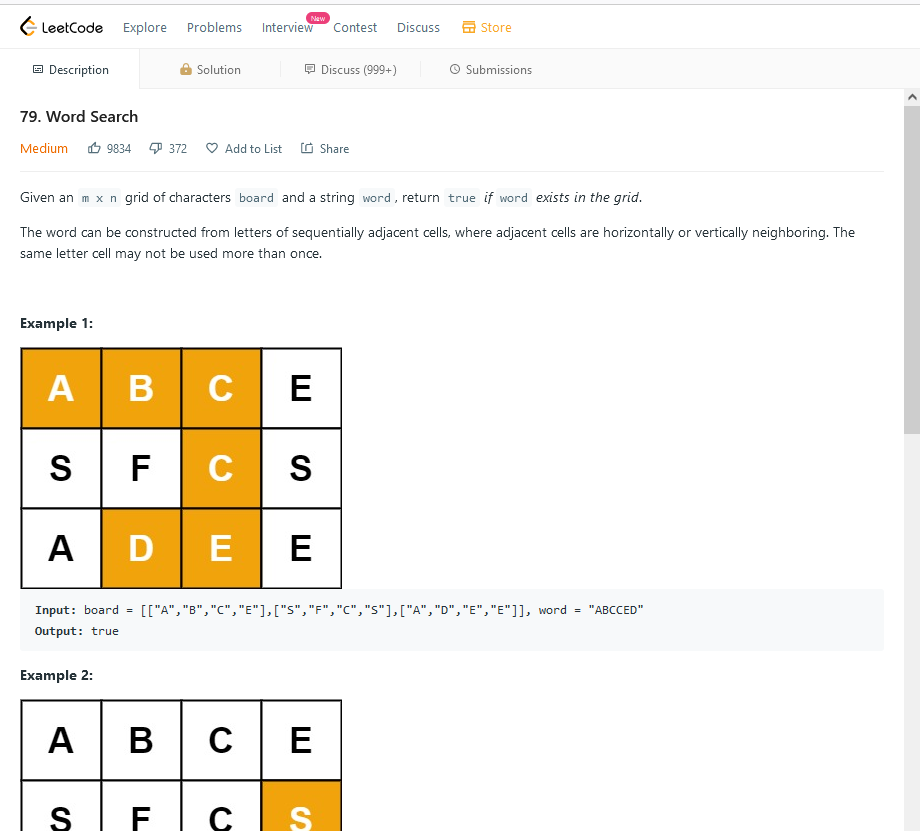 LeetCode Explore Problems Interview New Contest Discuss Store
Description Solution Discuss (999+) Submissions
79. Word Search
Medium 9834 372 Add to List Share
Given an m x n grid of characters board and a string word, return true if word exists in the grid.
The word can be constructed from letters of sequentially adjacent cells, where adjacent cells are horizontally or vertically neighboring. The
same letter cell may not be used more than once.
Example 1:
A B C E
S F C S
A D E E
Input: board = [["A","B","C","E"],["S","F","C","S"],["A","D","E","E"]], word = "ABCCED"
Output: true
Example 2:
A B C E
S F C S